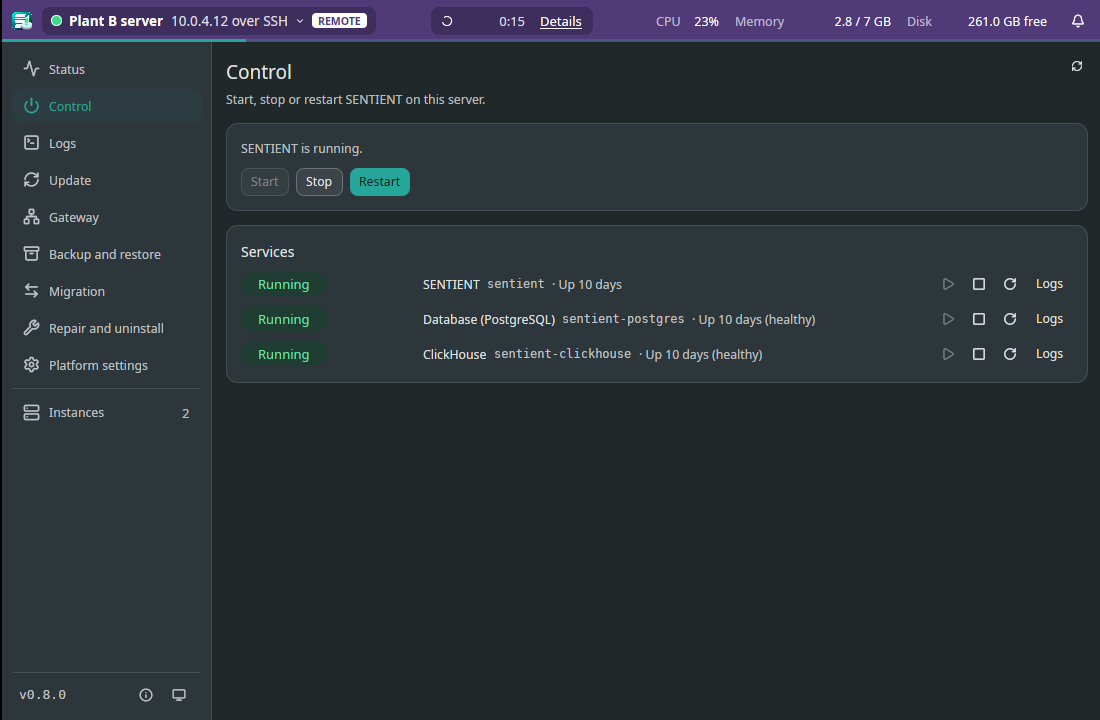 Plant B server 10.0.4.12 over SSH REMOTE 0:15 Details CPU 23% Memory 2.8 / 7 GB Disk 261.0 GB free
Status
Control
Logs
Update
Gateway
Backup and restore
Migration
Repair and uninstall
Platform settings
Instances 2
v0.8.0
Control
Start, stop or restart SENTIENT on this server.
SENTIENT is running.
Start Stop Restart
Services
Running SENTIENT sentient · Up 10 days Logs
Running Database (PostgreSQL) sentient-postgres · Up 10 days (healthy) Logs
Running ClickHouse sentient-clickhouse · Up 10 days (healthy) Logs